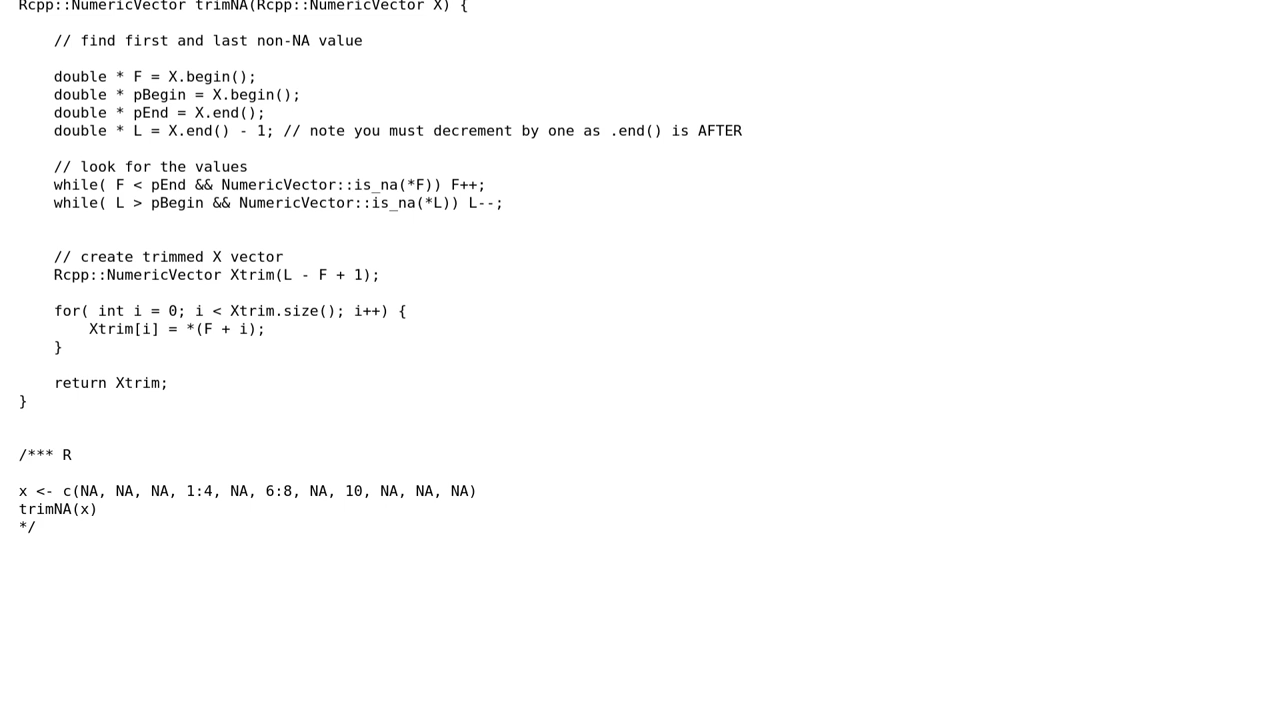 Rcpp::NumericVector trimNA(Rcpp::NumericVector X) {
// find first and last non-NA value
double * F = X.begin();
double * pBegin = X.begin();
double * pEnd = X.end();
double * L = X.end() - 1; // note you must decrement by one as .end() is AFTER
// look for the values
while( F < pEnd && NumericVector::is_na(*F)) F++;
while( L > pBegin && NumericVector::is_na(*L)) L--;
// create trimmed X vector
Rcpp::NumericVector Xtrim(L - F + 1);
for( int i = 0; i < Xtrim.size(); i++) {
Xtrim[i] = *(F + i);
}
return Xtrim;
}
/*** R
x <- c(NA, NA, NA, 1:4, NA, 6:8, NA, 10, NA, NA, NA)
trimNA(x)
*/